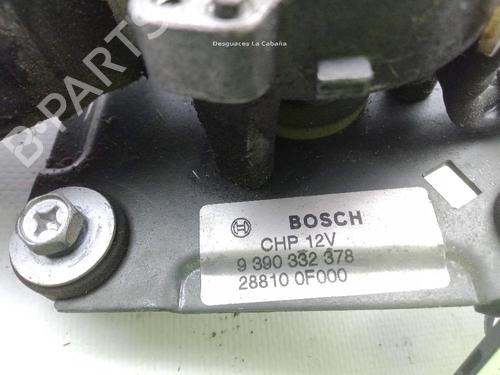 Desguaces La Cabaña
B-PARTS
BOSCH
CHP 12V
9 390 332 378
28810 0F000